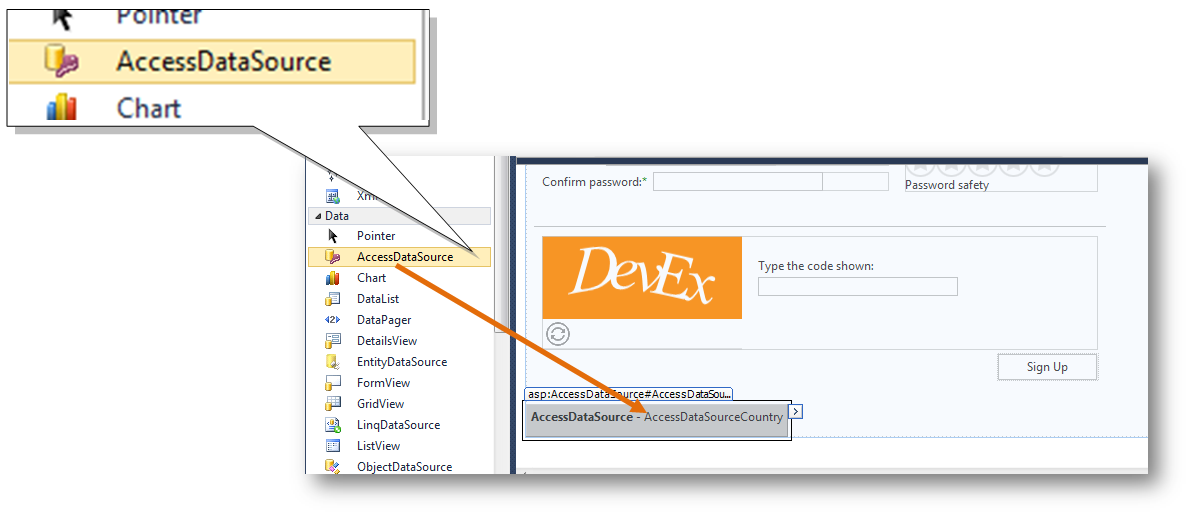 Pointer
AccessDataSource
Chart
Data
Pointer
AccessDataSource
Chart
DataList
DataPager
DetailsView
EntityDataSource
FormView
GridView
LinqDataSource
ListView
ObjectDataSource
Confirm password:*
Password safety
DevEx
Type the code shown:
Sign Up
asp:AccessDataSource#AccessDataSou...
AccessDataSource - AccessDataSourceCountry